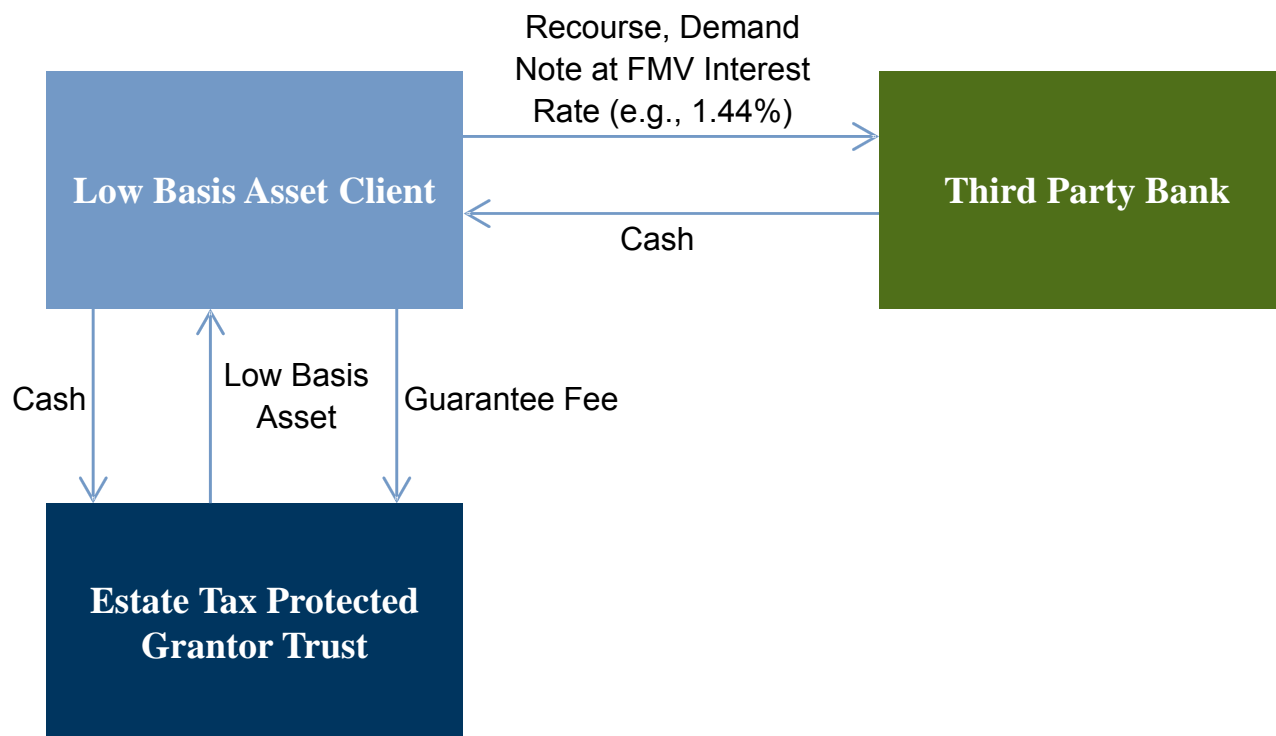 Recourse, Demand
Note at FMV Interest
Rate (e.g., 1.44%)
Low Basis Asset Client
Third Party Bank
Cash
Cash
Low Basis
Asset
Guarantee Fee
Estate Tax Protected
Grantor Trust